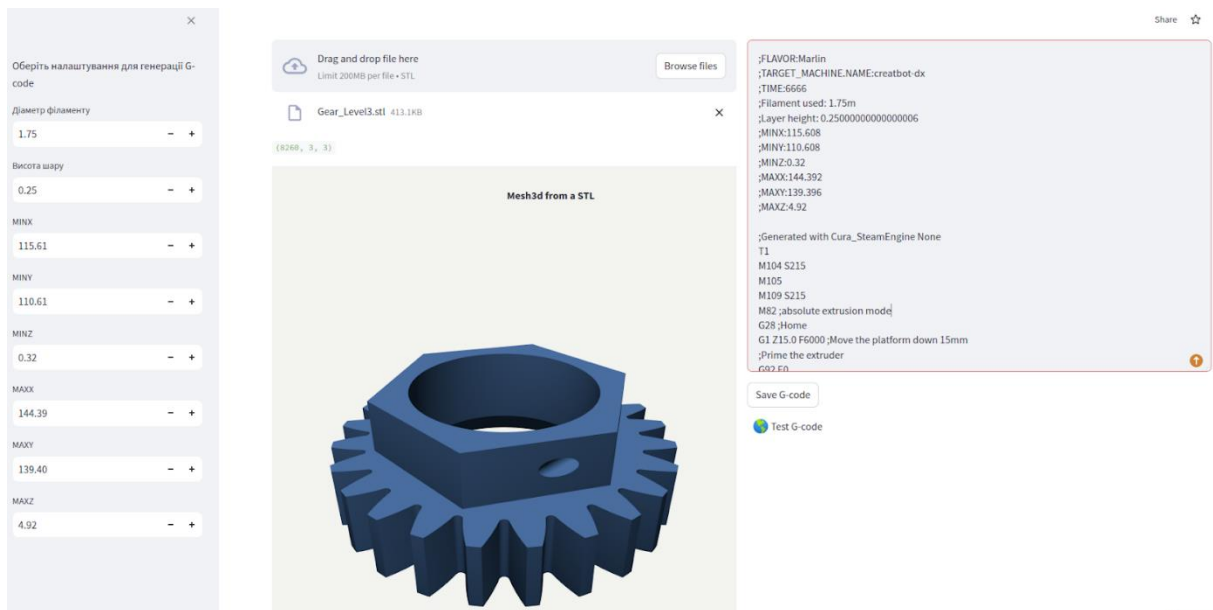 Share
Оберіть налаштування для генерації G-
code
Діаметр філаменту
1.75
Висота шару
0.25
MINX
115.61
MINY
110.61
MINZ
0.32
MAXX
144.39
MAXY
139.40
MAXZ
4.92
Drag and drop file here
Limit 200MB per file • STL
Browse files
Gear_Level3.stl 413.1KB
(8260, 3, 3)
Mesh3d from a STL
;FLAVOR:Marlin
;TARGET_MACHINE.NAME:creatbot-dx
;TIME:6666
;Filament used: 1.75m
;Layer height: 0.25000000000000006
;MINX:115.608
;MINY:110.608
;MINZ:0.32
;MAXX:144.392
;MAXY:139.396
;MAXZ:4.92
;Generated with Cura_SteamEngine None
T1
M104 S215
M105
M109 S215
M82 ;absolute extrusion mode
G28 ;Home
G1 Z15.0 F6000 ;Move the platform down 15mm
;Prime the extruder
G92 E0
Save G-code
Test G-code